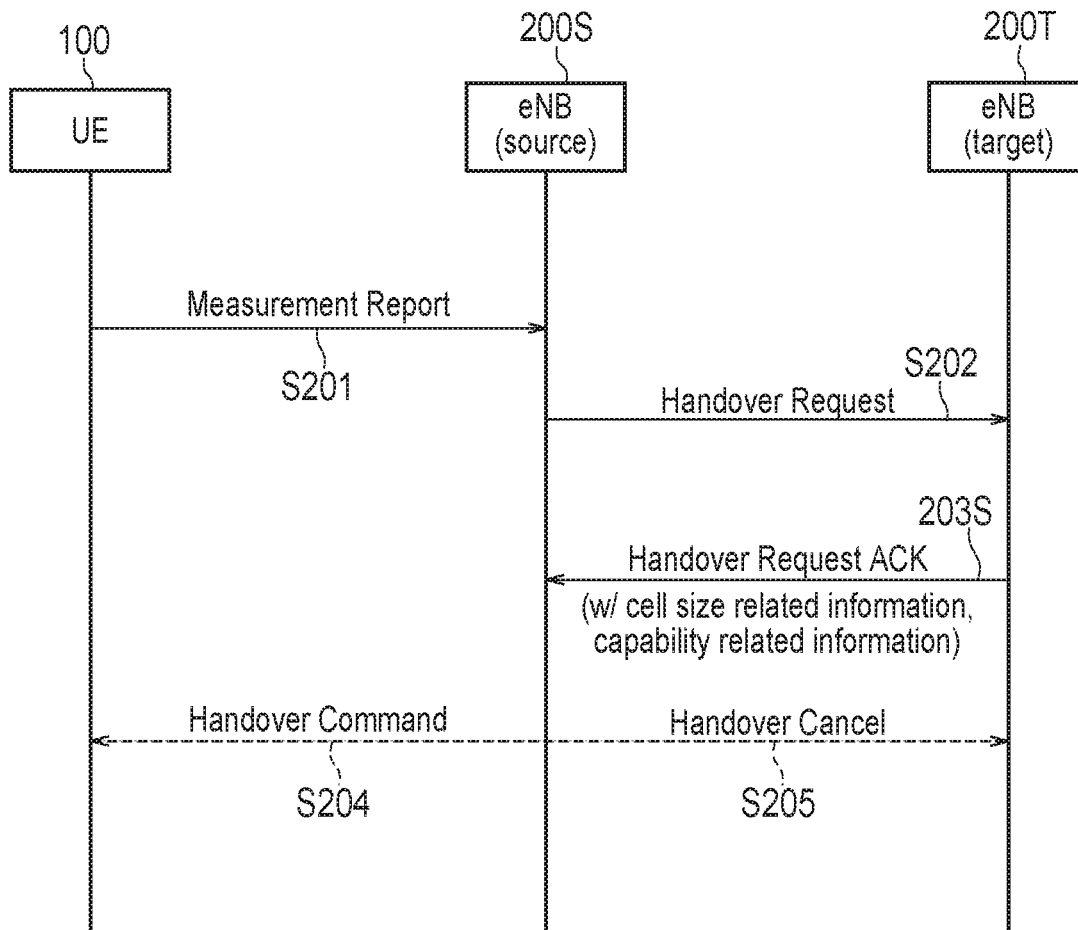 100
200S
200T
UE
eNB
(source)
eNB
(target)
Measurement Report
S201
S202
Handover Request
203S
Handover Request ACK
(w/ cell size related information,
capability related information)
Handover Command
Handover Cancel
S204
S205